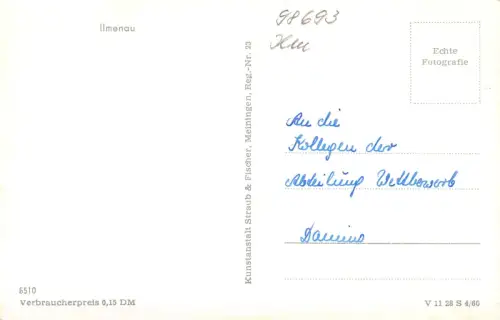 Ilmenau
98693
Ilm
Echte
Fotografie
An die
Kollegen der
Abteilung Wettbewerb
Kunstanstalt Straub & Fischer, Meiningen, Reg.-Nr. 23
6510
Verbraucherpreis 0,15 DM
V 11 28 S 4/60